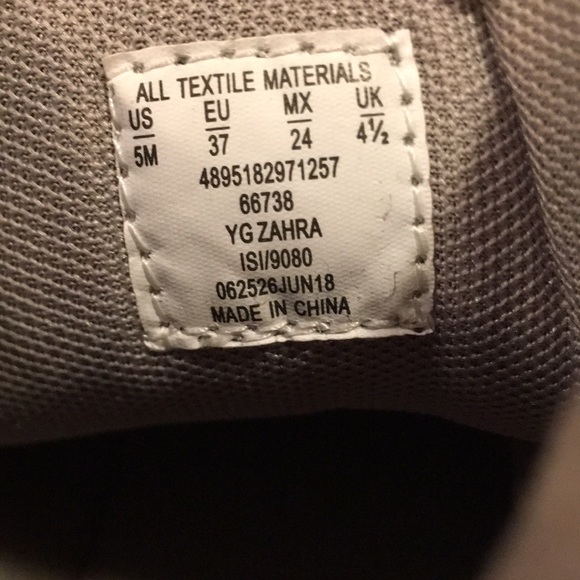 ALL TEXTILE MATERIALS
US EU MX UK
5M 37 24 4½
4895182971257
66738
YG ZAHRA
ISI/9080
062526JUN18
MADE IN CHINA